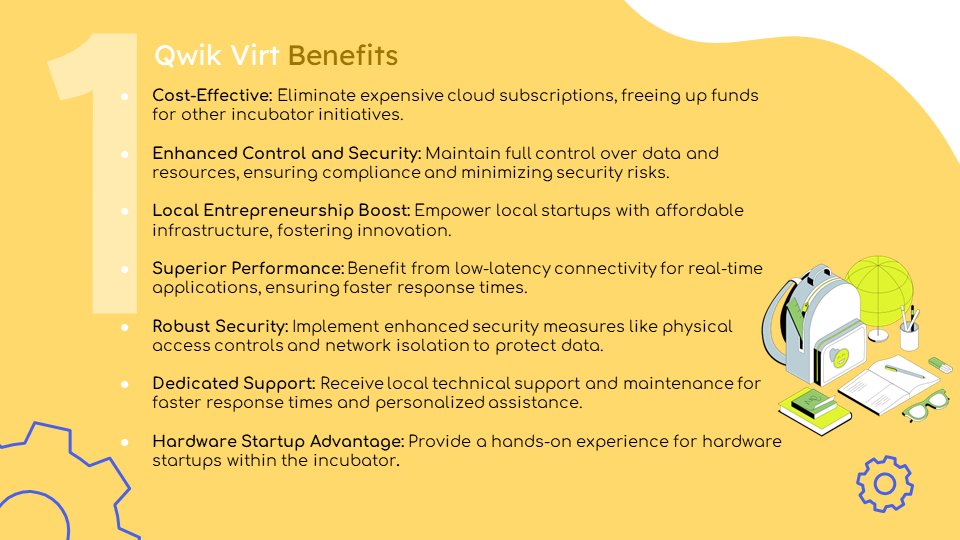 1
Qwik Virt Benefits
● Cost-Effective: Eliminate expensive cloud subscriptions, freeing up funds
for other incubator initiatives.
● Enhanced Control and Security: Maintain full control over data and
resources, ensuring compliance and minimizing security risks.
● Local Entrepreneurship Boost: Empower local startups with affordable
infrastructure, fostering innovation.
● Superior Performance: Benefit from low-latency connectivity for real-time
applications, ensuring faster response times.
● Robust Security: Implement enhanced security measures like physical
access controls and network isolation to protect data.
● Dedicated Support: Receive local technical support and maintenance for
faster response times and personalized assistance.
● Hardware Startup Advantage: Provide a hands-on experience for hardware
startups within the incubator.